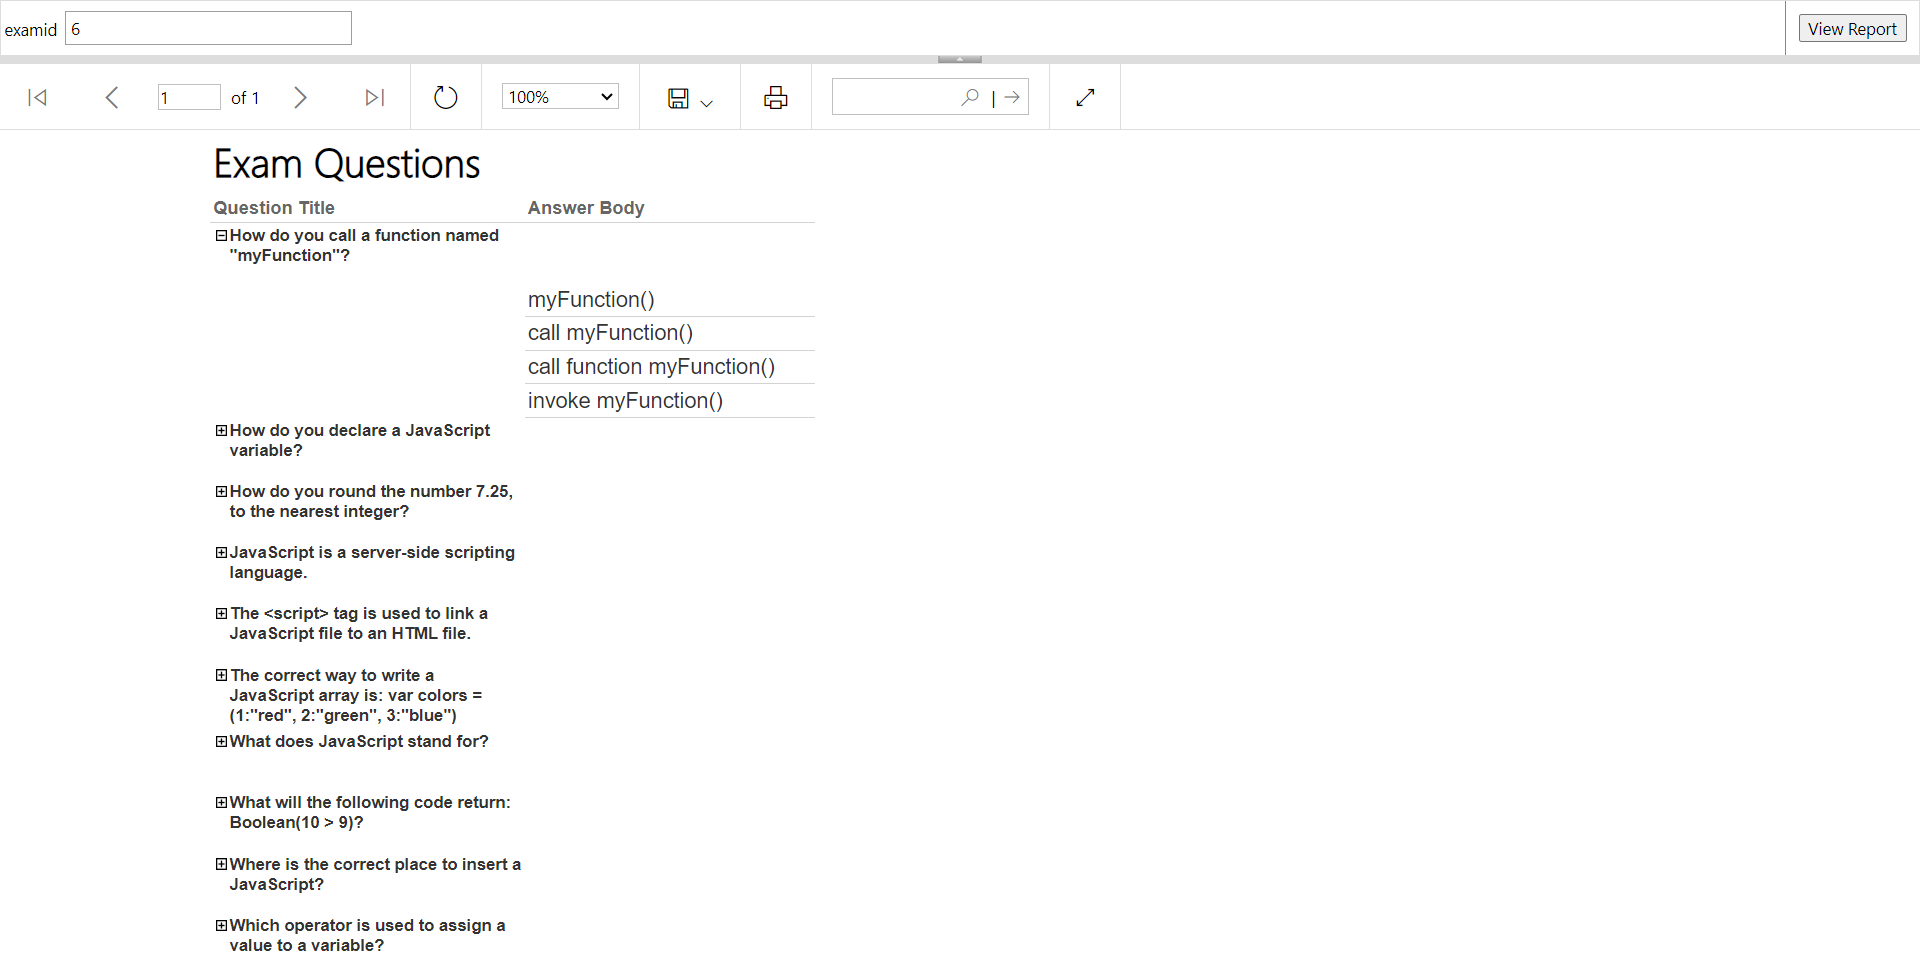 examid 6 View Report
1 of 1 100% |
Exam Questions
Question Title Answer Body
How do you call a function named
"myFunction"?
myFunction()
call myFunction()
call function myFunction()
invoke myFunction()
How do you declare a JavaScript
variable?
How do you round the number 7.25,
to the nearest integer?
JavaScript is a server-side scripting
language.
The <script> tag is used to link a
JavaScript file to an HTML file.
The correct way to write a
JavaScript array is: var colors =
(1:"red", 2:"green", 3:"blue")
What does JavaScript stand for?
What will the following code return:
Boolean(10 > 9)?
Where is the correct place to insert a
JavaScript?
Which operator is used to assign a
value to a variable?